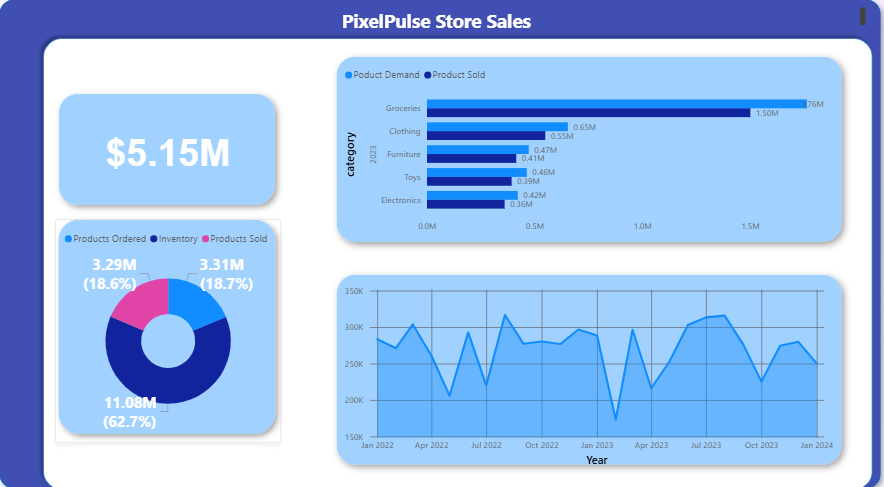 PixelPulse Store Sales
$5.15M
Products Ordered Inventory Products Sold
3.29M
(18.6%)
3.31M
(18.7%)
11.08M
(62.7%)
Poduct Demand Product Sold
category
2023
Groceries
.76M
1.50M
Clothing
0.65M
0.55M
Furniture
0.47M
0.41M
Toys
0.46M
0.39M
Electronics
0.42M
0.36M
0.0M 0.5M 1.0M 1.5M
350K
300K
250K
200K
150K
Jan 2022 Apr 2022 Jul 2022 Oct 2022 Jan 2023 Apr 2023 Jul 2023 Oct 2023 Jan 2024
Year